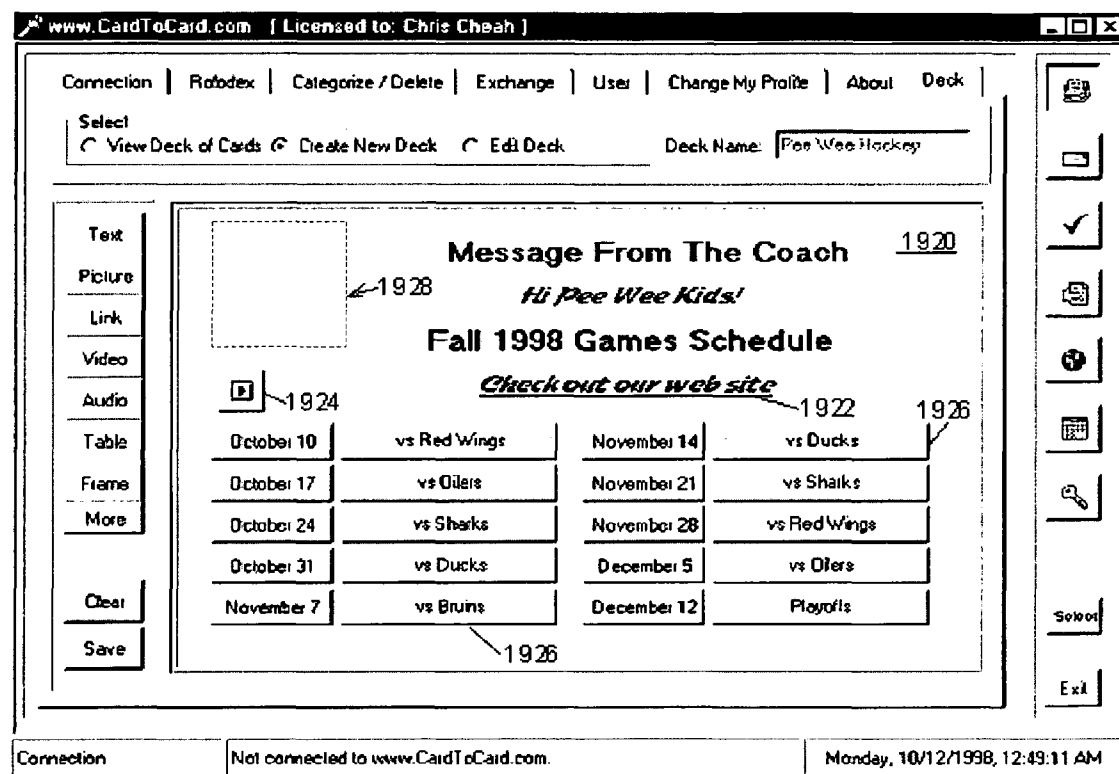 www.CardToCard.com [ Licensed to: Chris Cheah ]
Connection | Rolodex | Categorize / Delete | Exchange | User | Change My Profile | About Deck
Select
View Deck of Cards Create New Deck Edit Deck Deck Name: Pee Wee Hockey
Text
Picture
Link
Video
Audio
Table
Frame
More
Clear
Save
Message From The Coach 1920
1928 Hi Pee Wee Kids!
Fall 1998 Games Schedule
Check out our web site
1924 1922 1926
October 10 vs Red Wings November 14 vs Ducks
October 17 vs Oilers November 21 vs Sharks
October 24 vs Sharks November 28 vs Red Wings
October 31 vs Ducks December 5 vs Oilers
November 7 vs Bruins December 12 Playoffs
1926
Select
Exit
Connection Not connected to www.CardToCard.com. Monday, 10/12/1998, 12:49:11 AM